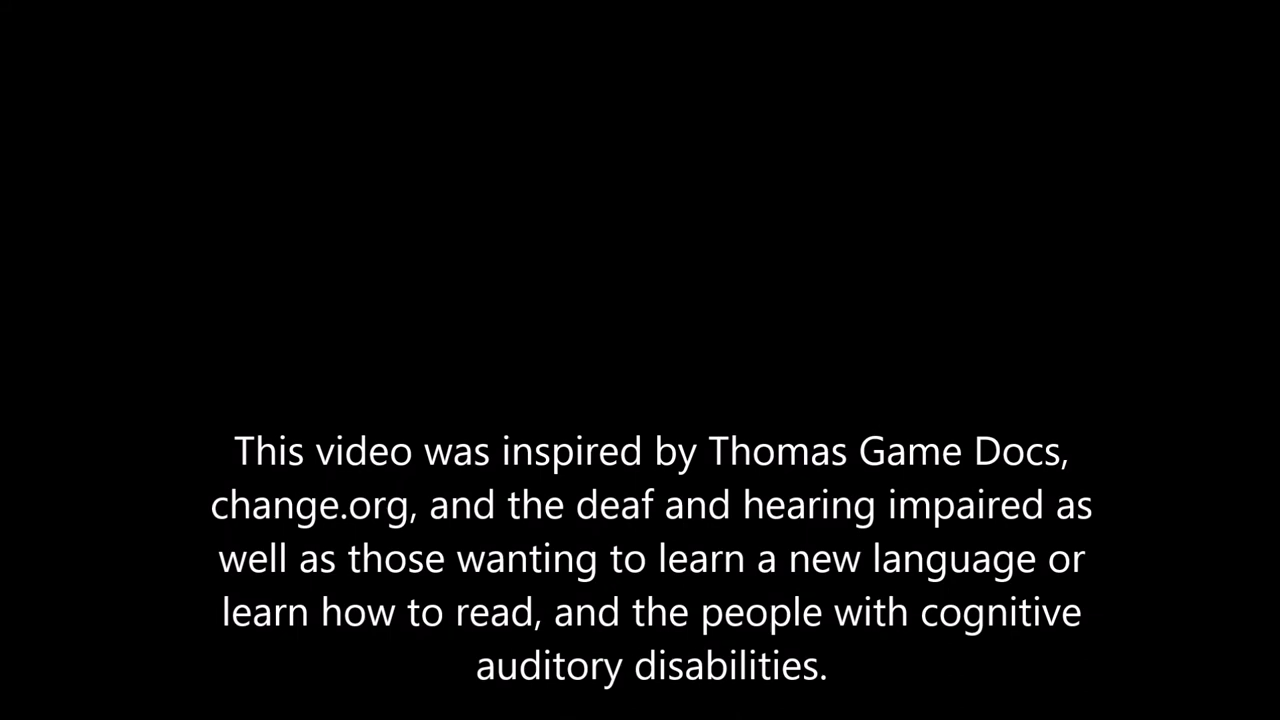 This video was inspired by Thomas Game Docs,
change.org, and the deaf and hearing impaired as
well as those wanting to learn a new language or
learn how to read, and the people with cognitive
auditory disabilities.